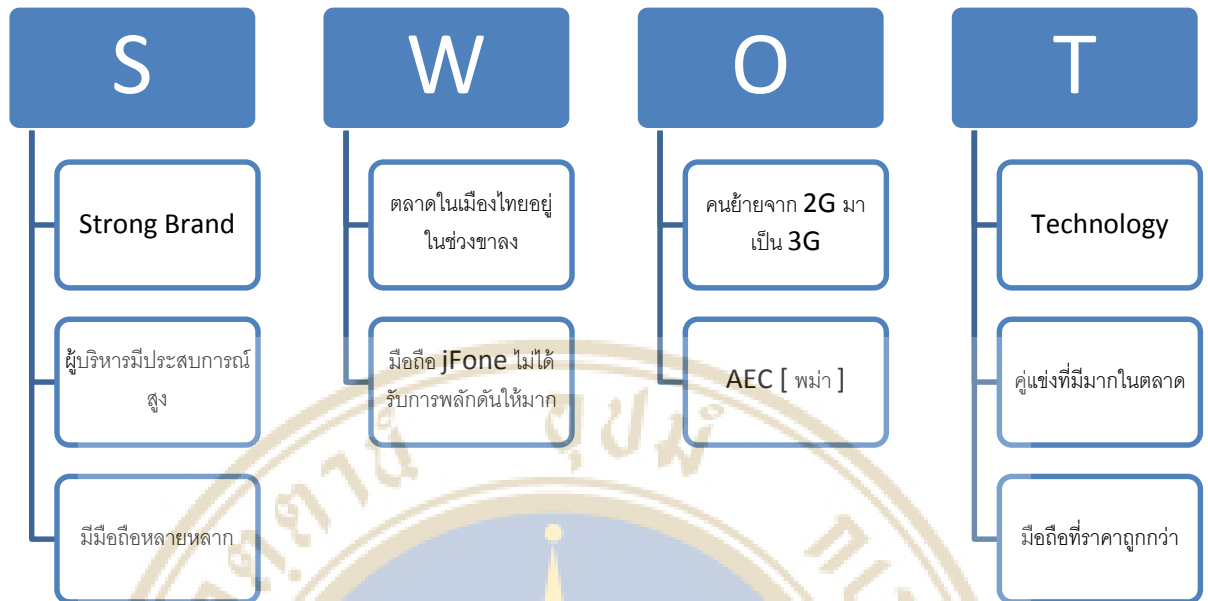 S
Strong Brand
ผู้บริหารมีประสบการณ์
สูง
มีมือถือหลายหลาก
W
ตลาดในเมืองไทยอยู่
ในช่วงขาลง
มือถือ jFone ไม่ได้
รับการพลักดันให้มาก
O
คนย้ายจาก 2G มา
เป็น 3G
AEC [ พม่า ]
T
Technology
คู่แข่งที่มีมากในตลาด
มือถือที่ราคาถูกกว่า